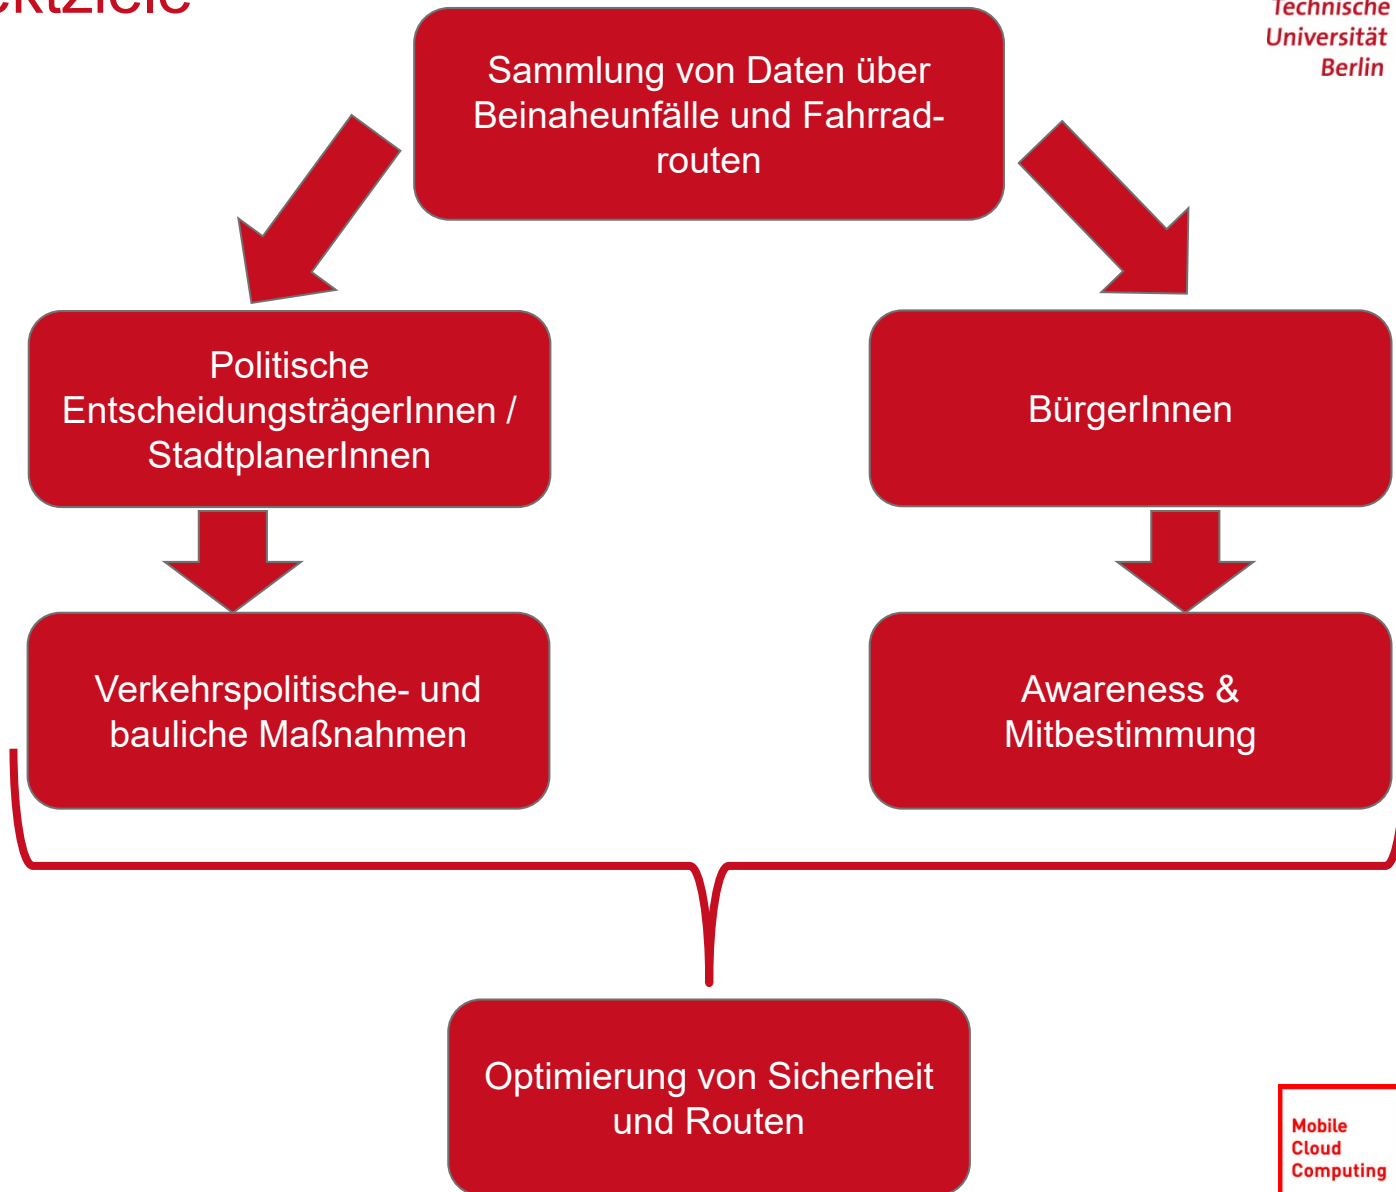 ektziele
Technische
Universität
Berlin
Sammlung von Daten über
Beinaheunfälle und Fahrrad-
routen
Politische
EntscheidungsträgerInnen /
StadtplanerInnen
BürgerInnen
Verkehrspolitische- und
bauliche Maßnahmen
Awareness &
Mitbestimmung
Optimierung von Sicherheit
und Routen
Mobile
Cloud
Computing